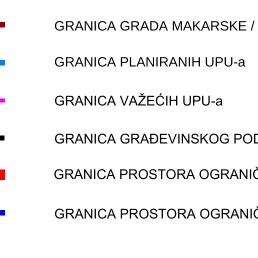 GRANICA GRADA MAKARSKE /
GRANICA PLANIRANIH UPU-a
GRANICA VAŽEĆIH UPU-a
GRANICA GRAĐEVINSKOG POD
GRANICA PROSTORA OGRANIČ
GRANICA PROSTORA OGRANIČ